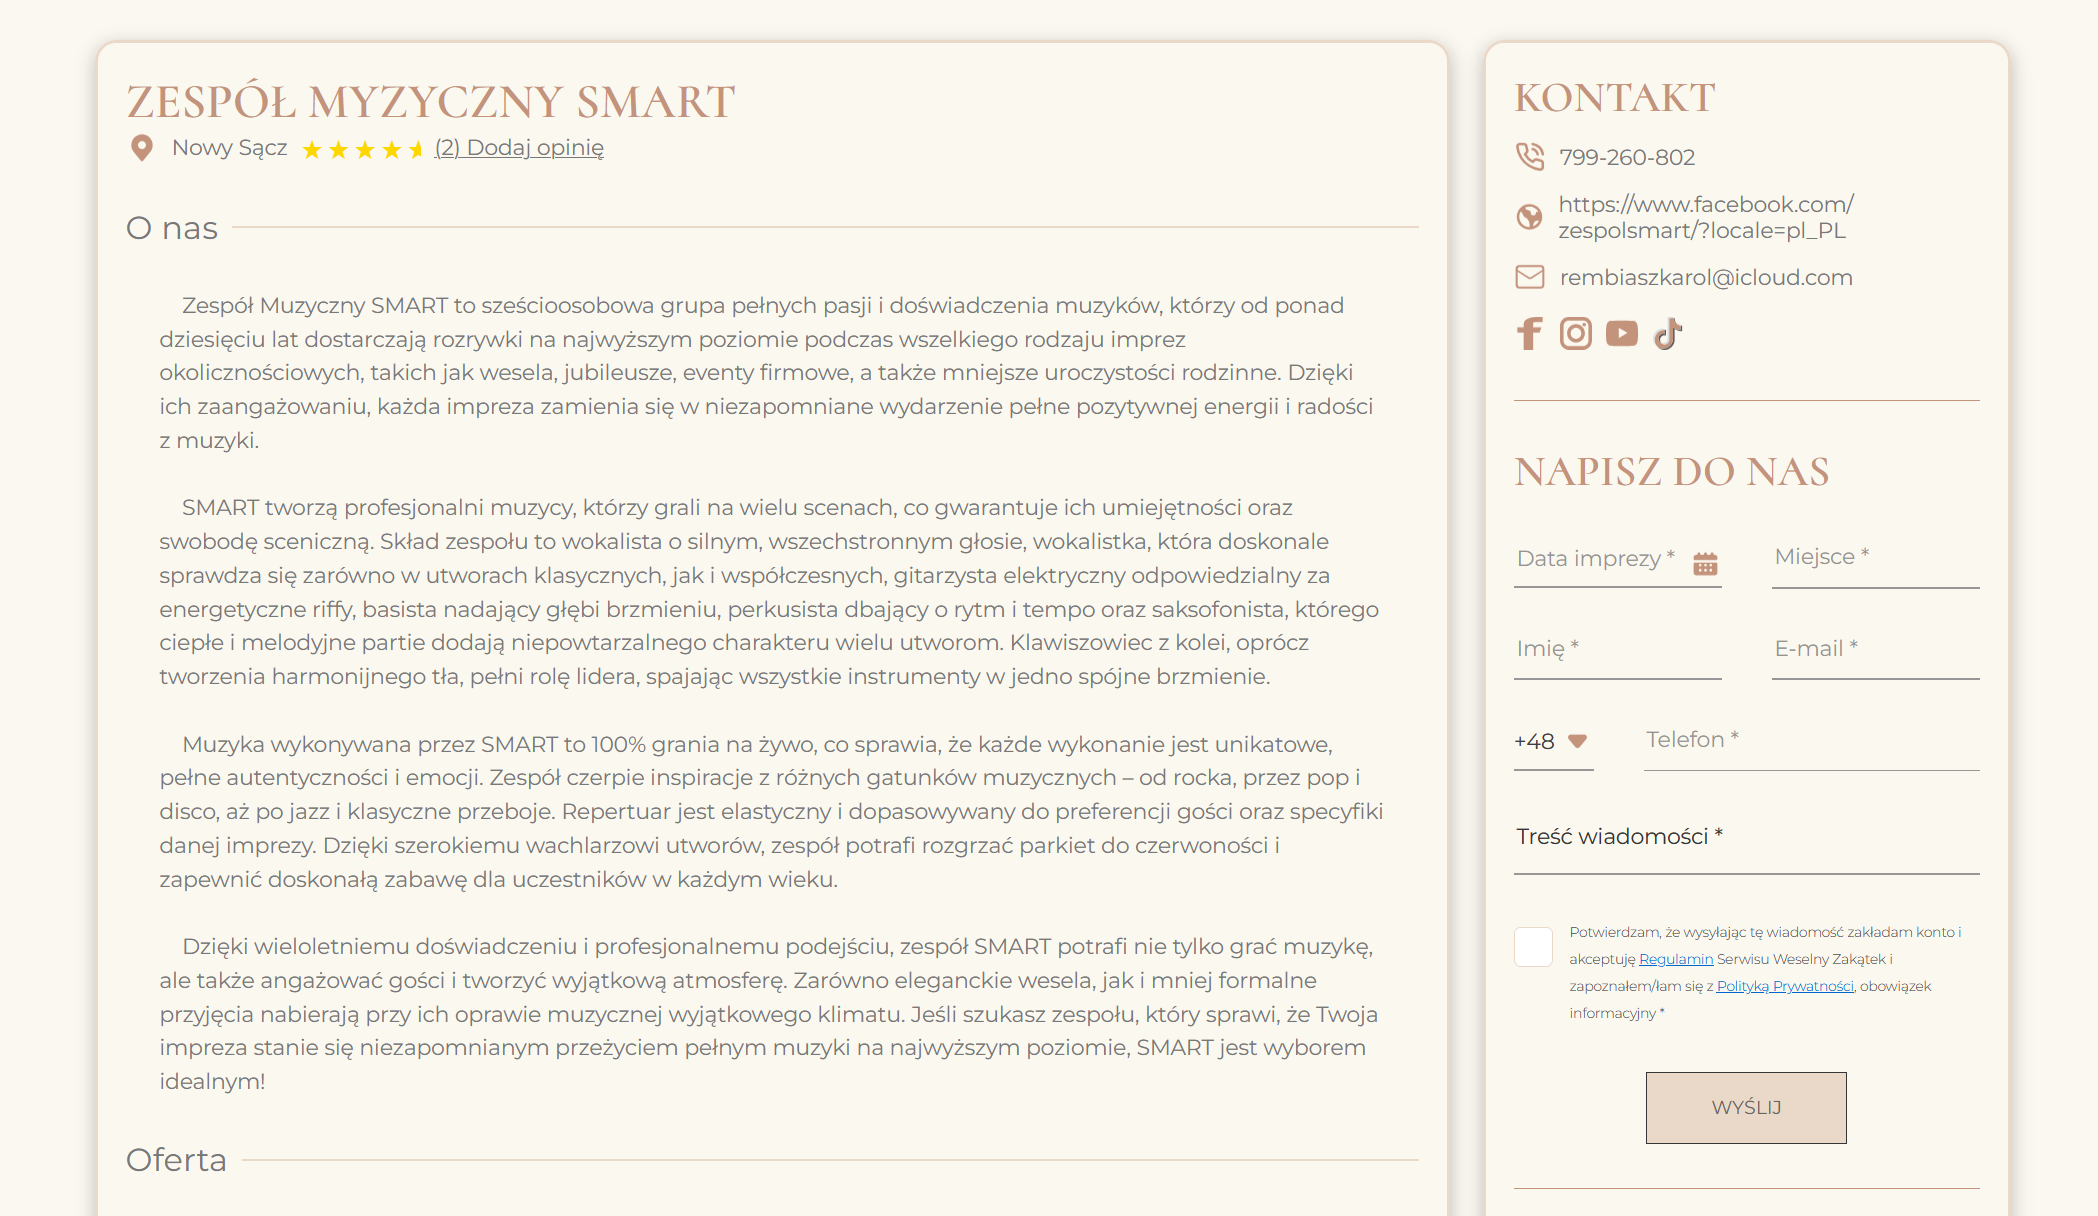 ZESPÓŁ MYZYCZNY SMART
Nowy Sącz (2) Dodaj opinię
O nas
Zespół Muzyczny SMART to sześcioosobowa grupa pełnych pasji i doświadczenia muzyków, którzy od ponad
dziesięciu lat dostarczają rozrywki na najwyższym poziomie podczas wszelkiego rodzaju imprez
okolicznościowych, takich jak wesela, jubileusze, eventy firmowe, a także mniejsze uroczystości rodzinne. Dzięki
ich zaangażowaniu, każda impreza zamienia się w niezapomniane wydarzenie pełne pozytywnej energii i radości
z muzyki.
SMART tworzą profesjonalni muzycy, którzy grali na wielu scenach, co gwarantuje ich umiejętności oraz
swobodę sceniczną. Skład zespołu to wokalista o silnym, wszechstronnym głosie, wokalistka, która doskonale
sprawdza się zarówno w utworach klasycznych, jak i współczesnych, gitarzysta elektryczny odpowiedzialny za
energetyczne riffy, basista nadający głębi brzmieniu, perkusista dbający o rytm i tempo oraz saksofonista, którego
ciepłe i melodyjne partie dodają niepowtarzalnego charakteru wielu utworom. Klawiszowiec z kolei, oprócz
tworzenia harmonijnego tła, pełni rolę lidera, spajając wszystkie instrumenty w jedno spójne brzmienie.
Muzyka wykonywana przez SMART to 100% grania na żywo, co sprawia, że każde wykonanie jest unikatowe,
pełne autentyczności i emocji. Zespół czerpie inspiracje z różnych gatunków muzycznych – od rocka, przez pop i
disco, aż po jazz i klasyczne przeboje. Repertuar jest elastyczny i dopasowywany do preferencji gości oraz specyfiki
danej imprezy. Dzięki szerokiemu wachlarzowi utworów, zespół potrafi rozgrzać parkiet do czerwoności i
zapewnić doskonałą zabawę dla uczestników w każdym wieku.
Dzięki wieloletniemu doświadczeniu i profesjonalnemu podejściu, zespół SMART potrafi nie tylko grać muzykę,
ale także angażować gości i tworzyć wyjątkową atmosferę. Zarówno eleganckie wesela, jak i mniej formalne
przyjęcia nabierają przy ich oprawie muzycznej wyjątkowego klimatu. Jeśli szukasz zespołu, który sprawi, że Twoja
impreza stanie się niezapomnianym przeżyciem pełnym muzyki na najwyższym poziomie, SMART jest wyborem
idealnym!
Oferta
KONTAKT
799-260-802
https://www.facebook.com/
zespolsmart/?locale=pl_PL
rembiaszkarol@icloud.com
NAPISZ DO NAS
Data imprezy * Miejsce *
Imię * E-mail *
+48 Telefon *
Treść wiadomości *
Potwierdzam, że wysyłając tę wiadomość zakładam konto i
akceptuję Regulamin Serwisu Weselny Zakątek i
zapoznałem/łam się z Polityką Prywatności, obowiązek
informacyjny *
WYŚLIJ